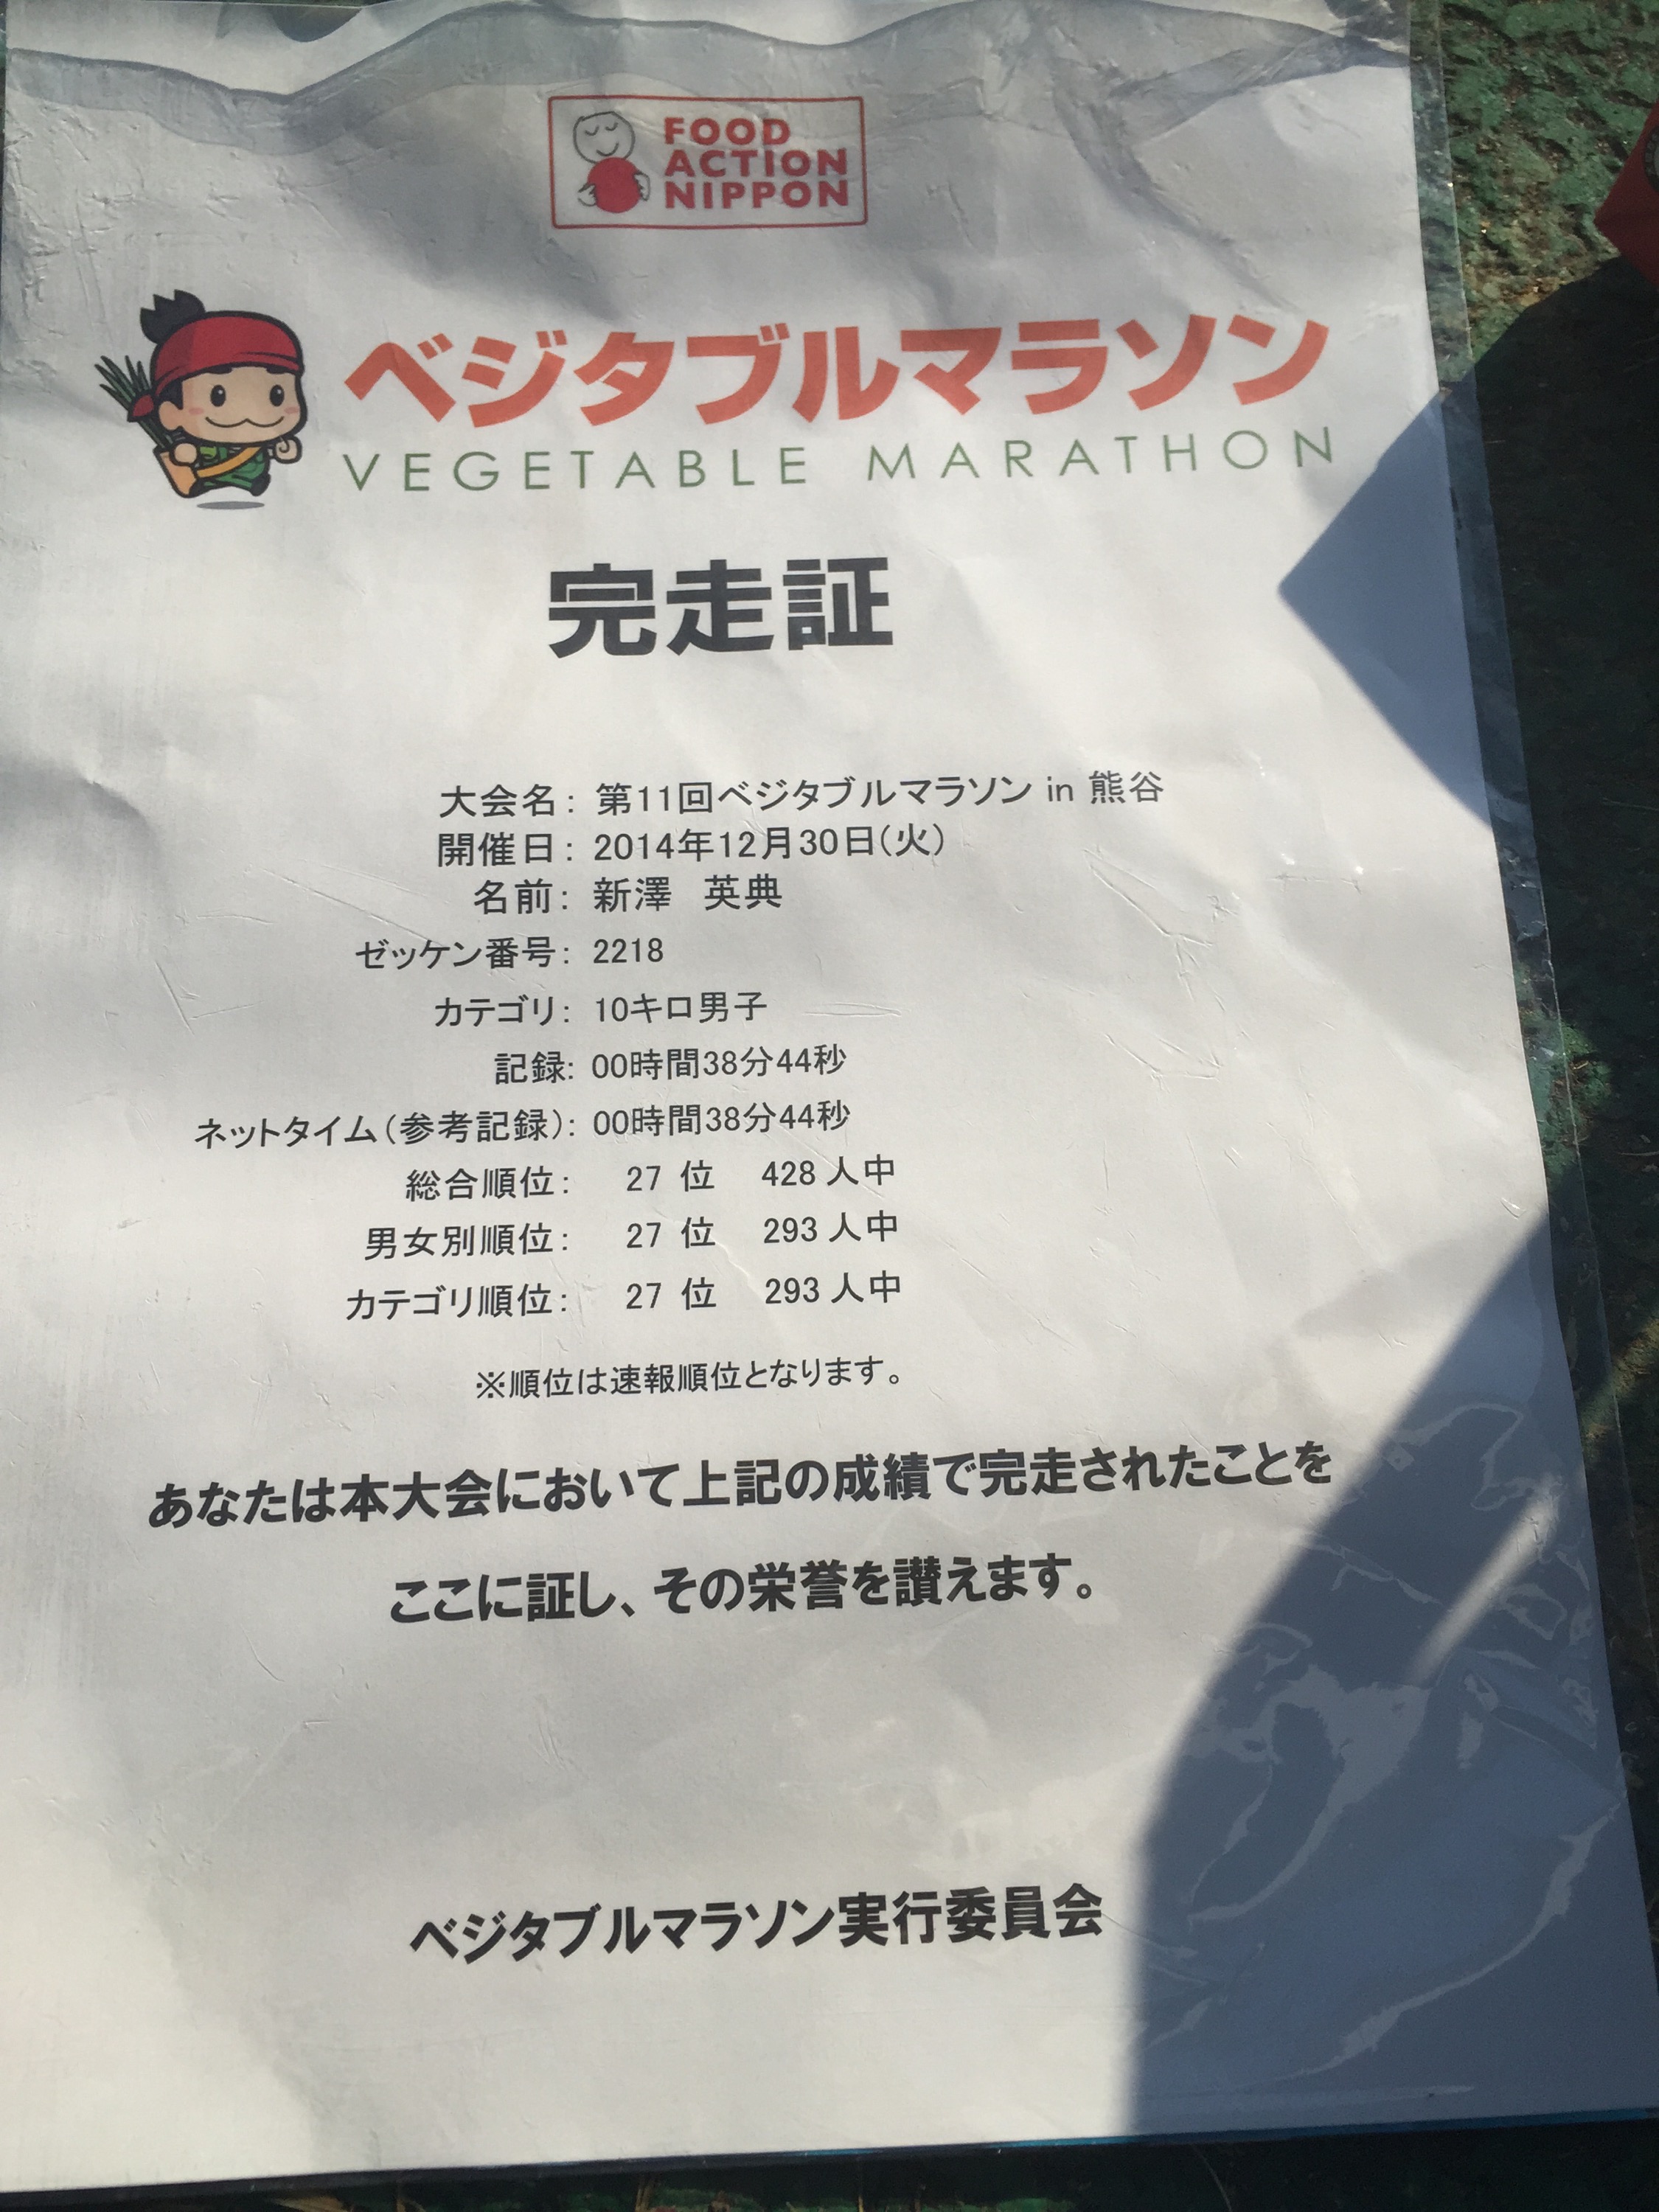 FOOD
ACTION
NIPPON
ベジタブルマラソン
VEGETABLE MARATHON
完走証
大会名： 第11回ベジタブルマラソン in 熊谷
開催日： 2014年12月30日(火)
名前： 新澤　英典
ゼッケン番号： 2218
カテゴリ： 10キロ男子
記録： 00時間38分44秒
ネットタイム（参考記録）： 00時間38分44秒
総合順位： 27 位 428 人中
男女別順位： 27 位 293 人中
カテゴリ順位： 27 位 293 人中
※順位は速報順位となります。
あなたは本大会において上記の成績で完走されたことを
ここに証し、その栄誉を讃えます。
ベジタブルマラソン実行委員会